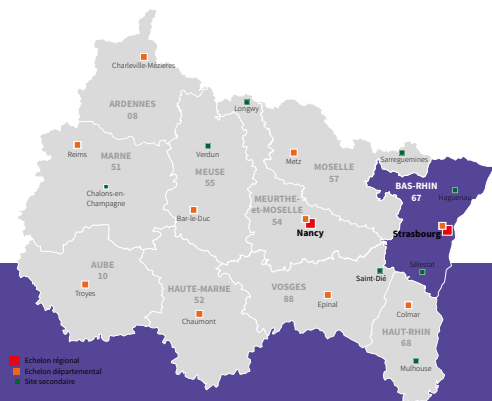 Charleville-Mézieres
ARDENNES
08
Longwy
Reims
MARNE
51
Verdun
MEUSE
55
Metz
MOSELLE
57
Sarreguemines
BAS-RHIN
67
Haguenau
Chalons-en-
Champagne
Bar-le-Duc
MEURTHE-
et-MOSELLE
54
Nancy
Strasbourg
AUBE
10
Troyes
HAUTE-MARNE
52
Chaumont
VOSGES
88
Epinal
Saint-Dié
Sélestat
Colmar
HAUT-RHIN
68
Mulhouse
Echelon régional
Echelon départemental
Site secondaire